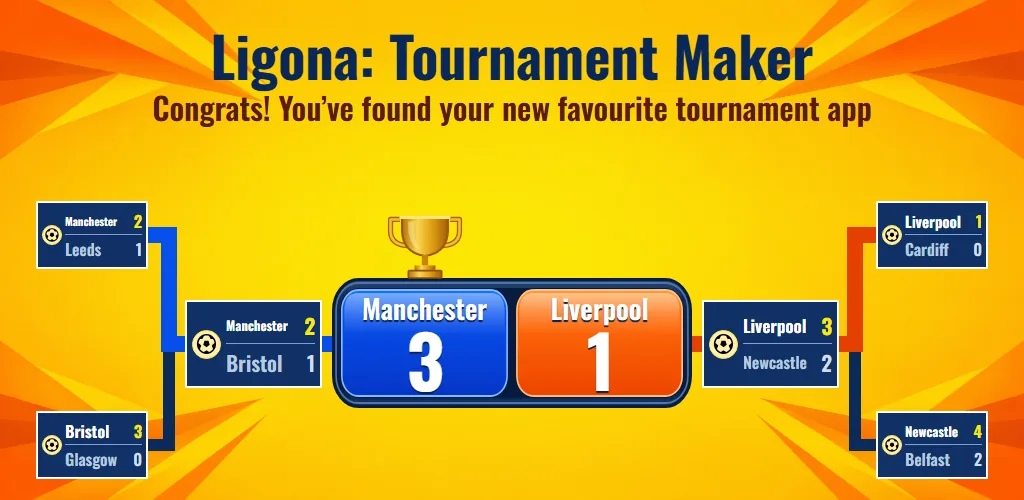 Ligona: Tournament Maker
Congrats! You’ve found your new favourite tournament app
Manchester 2
Leeds 1
Bristol 3
Glasgow 0
Manchester 2
Bristol 1
Manchester
3
Liverpool
1
Liverpool 3
Newcastle 2
Liverpool 1
Cardiff 0
Newcastle 4
Belfast 2